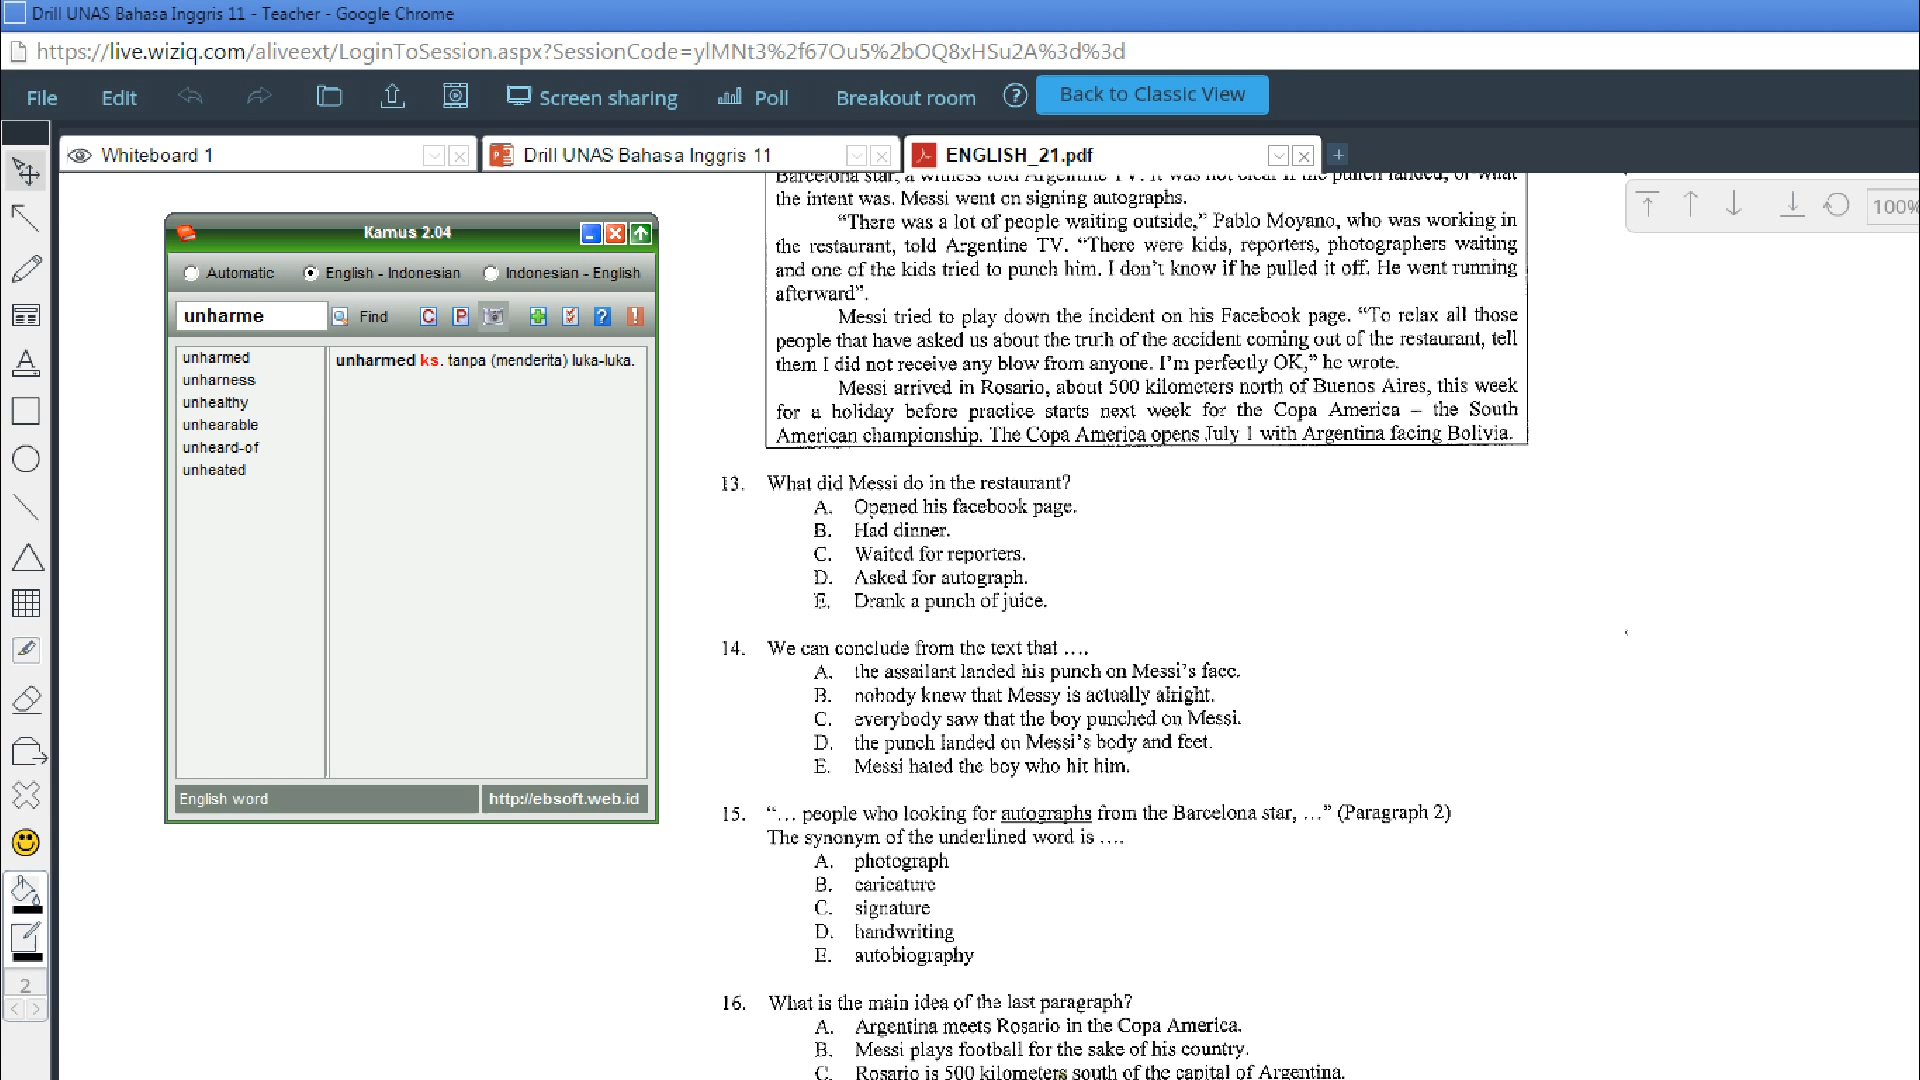 Drill UNAS Bahasa Inggris 11 - Teacher - Google Chrome
https://live.wiziq.com/aliveext/LoginToSession.aspx?SessionCode=ylMNt3%2f67Ou5%2bOQ8xHSu2A%3d%3d
File Edit Screen sharing Poll Breakout room ? Back to Classic View
Whiteboard 1 Drill UNAS Bahasa Inggris 11 ENGLISH_21.pdf +
100%
Kamus 2.04
Automatic English - Indonesian Indonesian - English
unharme Find C P ? !
unharmed
unharness
unhealthy
unhearable
unheard-of
unheated
unharmed ks. tanpa (menderita) luka-luka.
English word http://ebsoft.web.id
A
2
Barcelona star, a witness told Argentine TV. It was not clear if the punch landed, or what
the intent was. Messi went on signing autographs.
“There was a lot of people waiting outside,” Pablo Moyano, who was working in
the restaurant, told Argentine TV. “There were kids, reporters, photographers waiting
and one of the kids tried to punch him. I don’t know if he pulled it off. He went running
afterward”.
Messi tried to play down the incident on his Facebook page. “To relax all those
people that have asked us about the truth of the accident coming out of the restaurant, tell
them I did not receive any blow from anyone. I’m perfectly OK,” he wrote.
Messi arrived in Rosario, about 500 kilometers north of Buenos Aires, this week
for a holiday before practice starts next week for the Copa America – the South
American championship. The Copa America opens July 1 with Argentina facing Bolivia.
13. What did Messi do in the restaurant?
A. Opened his facebook page.
B. Had dinner.
C. Waited for reporters.
D. Asked for autograph.
E. Drank a punch of juice.
14. We can conclude from the text that ….
A. the assailant landed his punch on Messi’s face.
B. nobody knew that Messy is actually alright.
C. everybody saw that the boy punched on Messi.
D. the punch landed on Messi’s body and feet.
E. Messi hated the boy who hit him.
15. “… people who looking for autographs from the Barcelona star, …” (Paragraph 2)
The synonym of the underlined word is ….
A. photograph
B. caricature
C. signature
D. handwriting
E. autobiography
16. What is the main idea of the last paragraph?
A. Argentina meets Rosario in the Copa America.
B. Messi plays football for the sake of his country.
C. Rosario is 500 kilometers south of the capital of Argentina.